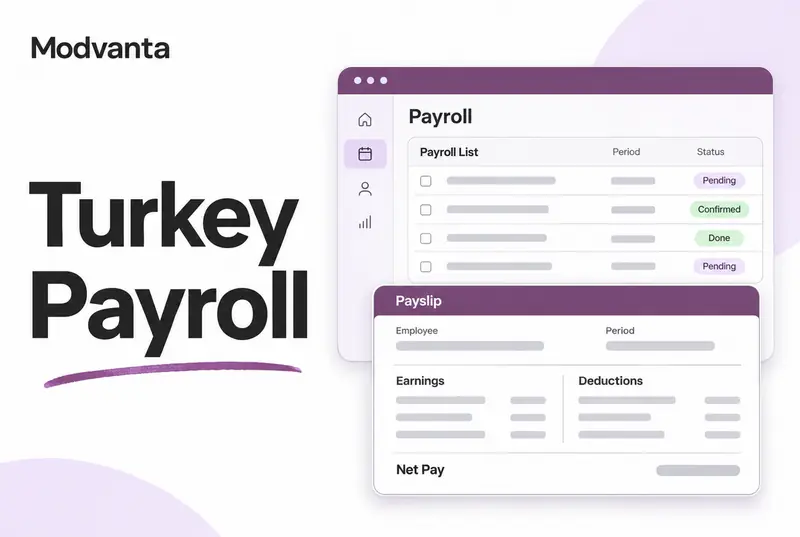 Modvanta
Turkey
Payroll
Payroll
Payroll List Period Status
Pending
Confirmed
Done
Pending
Payslip
Employee Period
Earnings Deductions
Net Pay